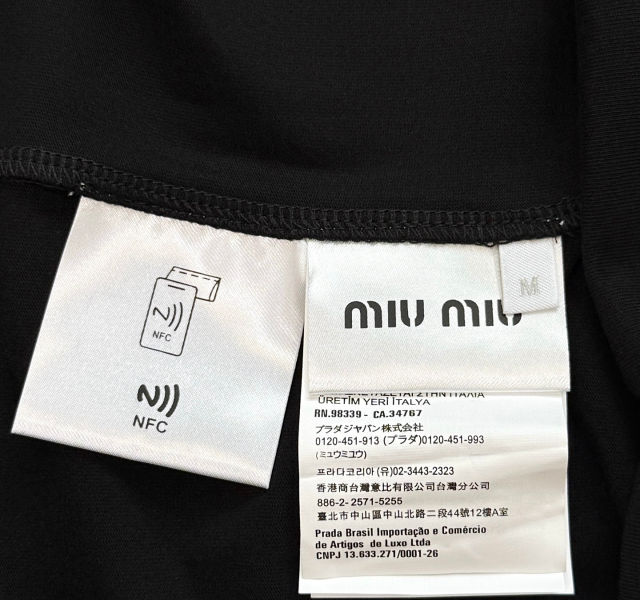 NFC
NFC
M
miu miu
ÜRETİM YERİ İTALYA
RN.98339 - CA.34767
プラダジャパン株式会社
0120-451-913 (プラダ)0120-451-993
(ミュウミュウ)
프라다코리아 (유)02-3443-2323
香港商台灣意比有限公司台灣分公司
886-2- 2571-5255
臺北市中山區中山北路二段44號12樓A室
Prada Brasil Importação e Comércio
de Artigos de Luxo Ltda
CNPJ 13.633.271/0001-26